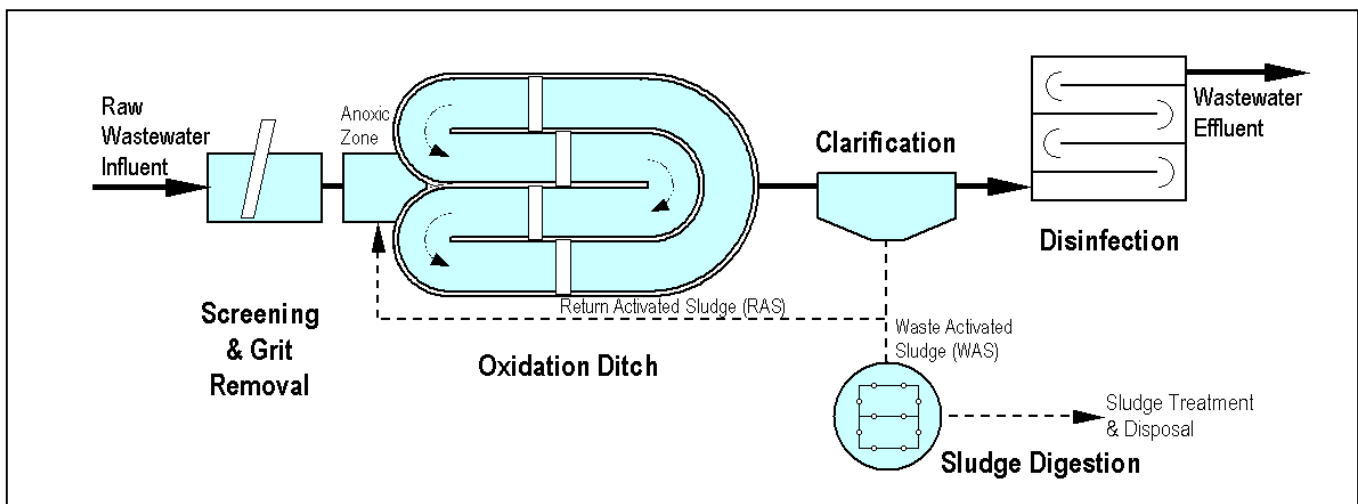 Raw
Wastewater
Influent
Anoxic
Zone
Clarification
Wastewater
Effluent
Disinfection
Screening
& Grit
Removal
Return Activated Sludge (RAS)
Oxidation Ditch
Waste Activated
Sludge (WAS)
Sludge Treatment
& Disposal
Sludge Digestion